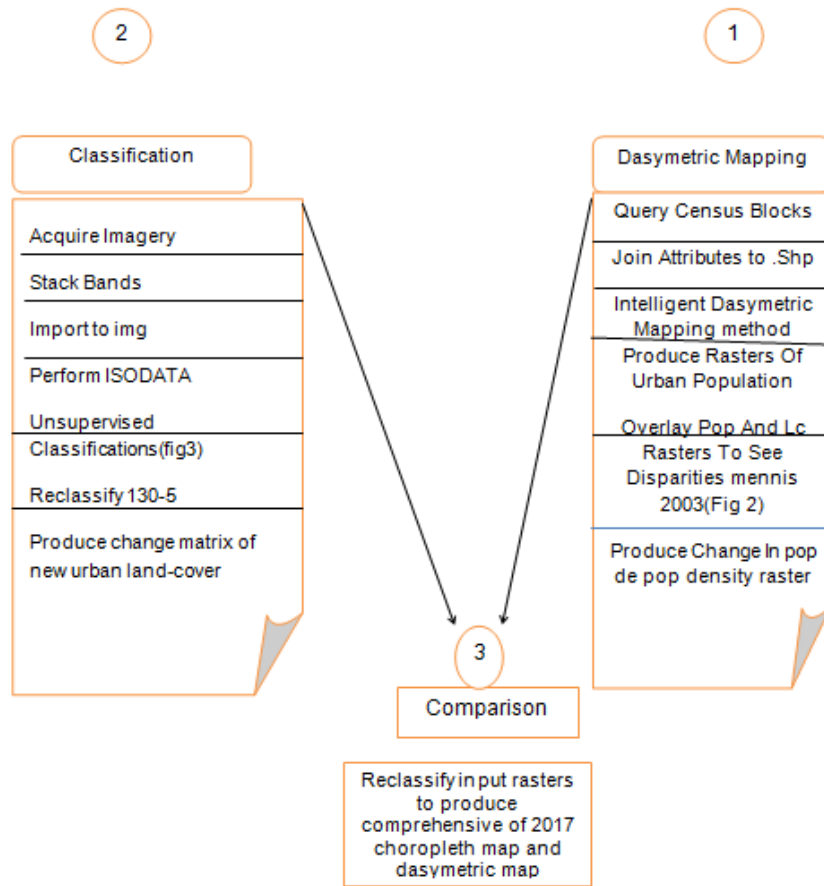 2
1
Classification
Dasymetric Mapping
Acquire Imagery
Stack Bands
Import to img
Perform ISODATA
Unsupervised
Classifications(fig3)
Reclassify 130-5
Produce change matrix of
new urban land-cover
Query Census Blocks
Join Attributes to .Shp
Intelligent Dasymetric
Mapping method
Produce Rasters Of
Urban Population
Overlay Pop And Lc
Rasters To See
Disparities mennis
2003(Fig 2)
Produce Change In pop
de pop density raster
3
Comparison
Reclassify in put rasters
to produce
comprehensive of 2017
choropleth map and
dasymetric map